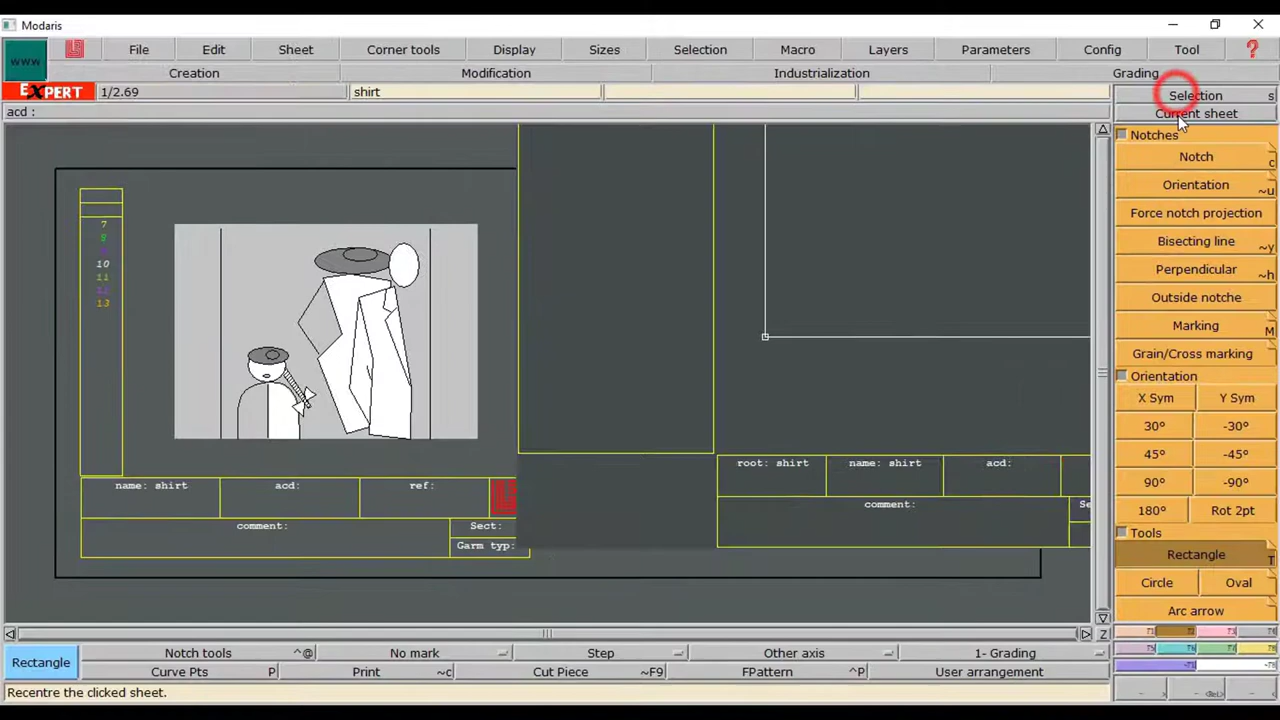 Modaris
www File Edit Sheet Corner tools Display Sizes Selection Macro Layers Parameters Config Tool ?
Creation Modification Industrialization Grading
EXPERT 1/2.69 shirt
Selection s
acd :
Current sheet
Notches
Notch c
Orientation ~u
Force notch projection
Bisecting line ~y
Perpendicular ~h
Outside notche
Marking M
Grain/Cross marking
Orientation
X Sym Y Sym
30° -30°
45° -45°
90° -90°
180° Rot 2pt
Tools
Rectangle T
Circle Oval
Arc arrow
7
8
10
11
13
name: shirt acd: ref:
comment: Sect:
Garm typ:
root: shirt name: shirt acd:
comment: Se
Z
Rectangle
Notch tools ^@ No mark Step Other axis 1- Grading
Curve Pts P Print ~c Cut Piece ~F9 FPattern ^P User arrangement
Recentre the clicked sheet.